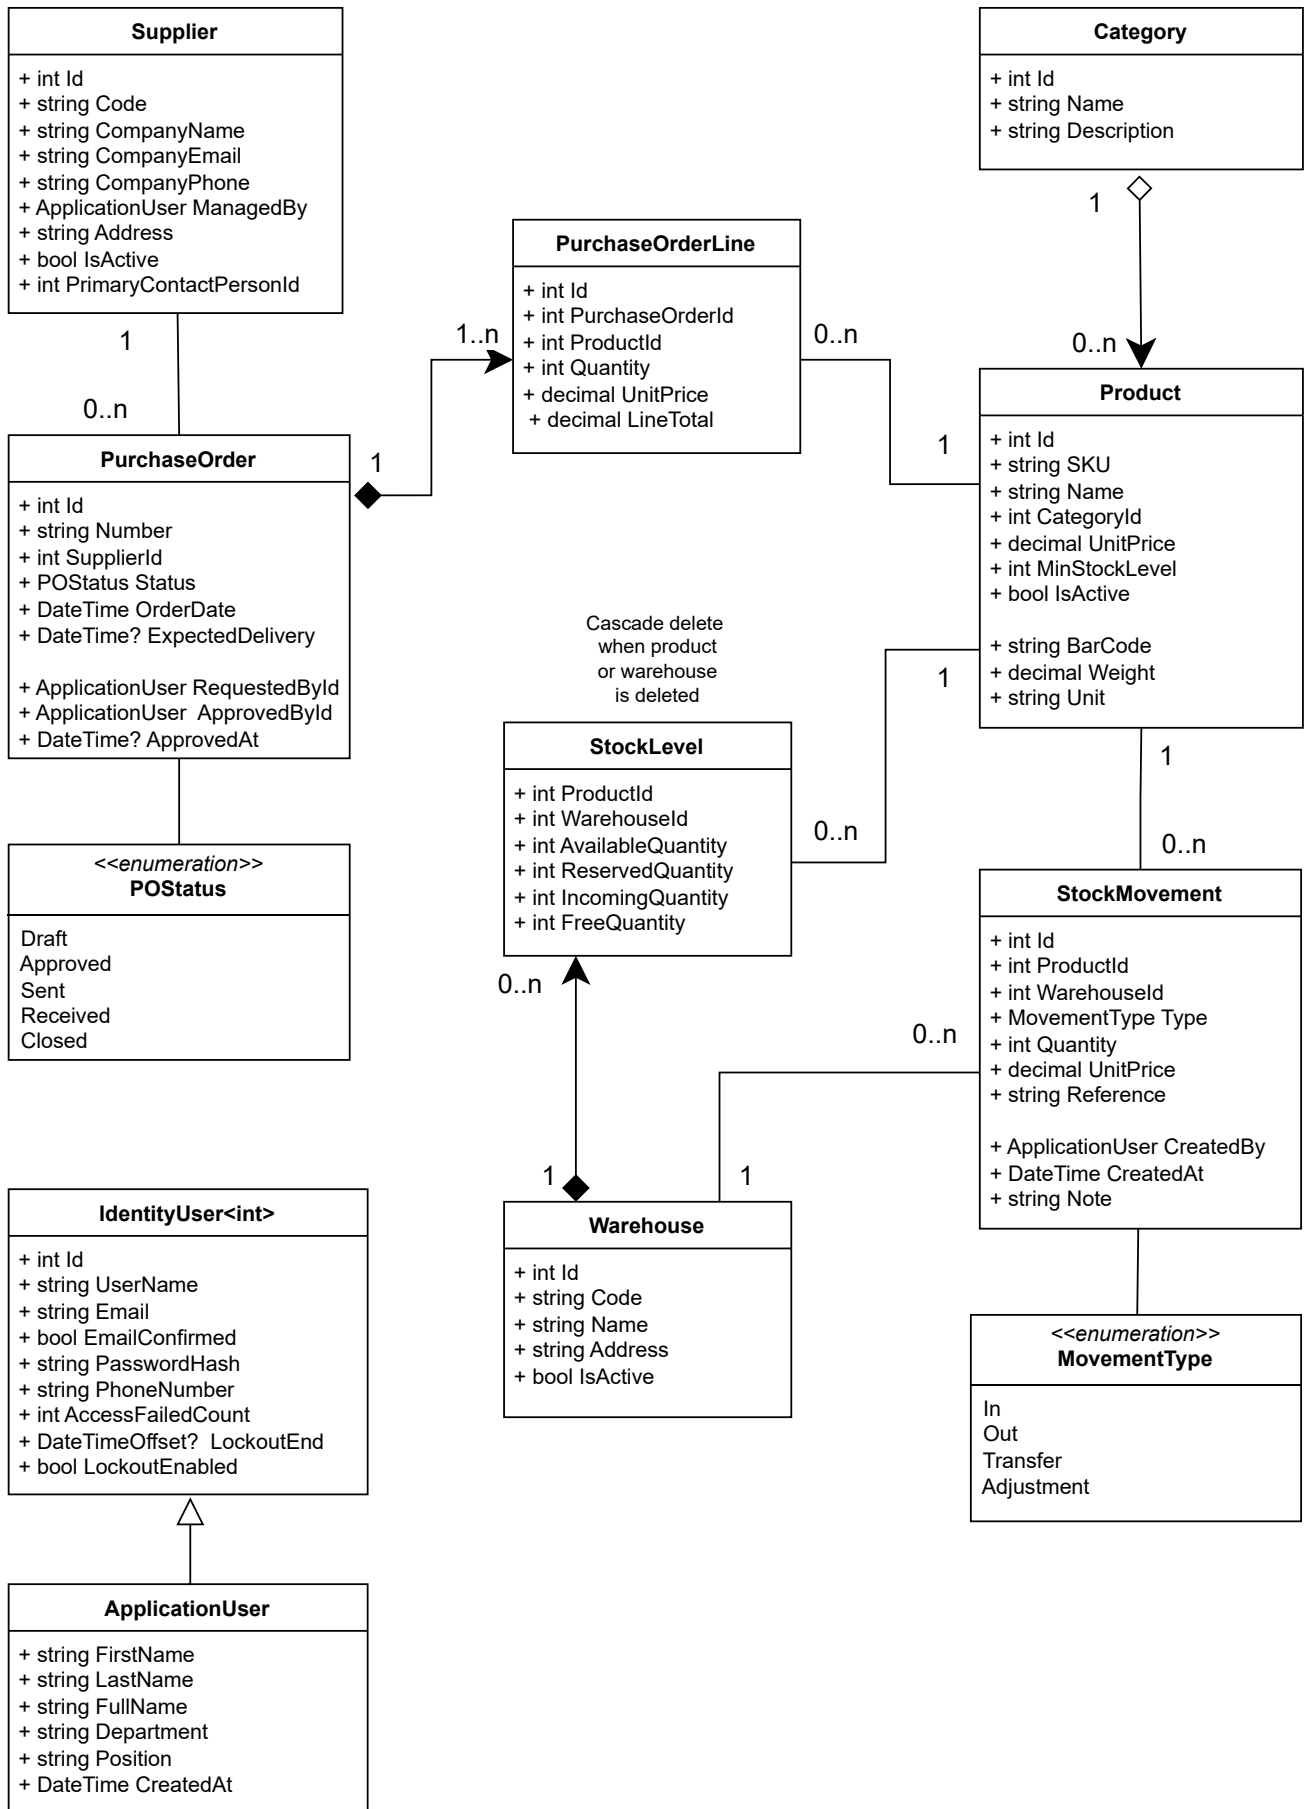 Supplier
+ int Id
+ string Code
+ string CompanyName
+ string CompanyEmail
+ string CompanyPhone
+ ApplicationUser ManagedBy
+ string Address
+ bool IsActive
+ int PrimaryContactPersonId
1
0..n
Category
+ int Id
+ string Name
+ string Description
1
0..n
PurchaseOrderLine
+ int Id
+ int PurchaseOrderId
+ int ProductId
+ int Quantity
+ decimal UnitPrice
+ decimal LineTotal
1..n
0..n
1
Product
+ int Id
+ string SKU
+ string Name
+ int CategoryId
+ decimal UnitPrice
+ int MinStockLevel
+ bool IsActive
+ string BarCode
+ decimal Weight
+ string Unit
1
1
0..n
PurchaseOrder
1
+ int Id
+ string Number
+ int SupplierId
+ POStatus Status
+ DateTime OrderDate
+ DateTime? ExpectedDelivery
+ ApplicationUser RequestedById
+ ApplicationUser  ApprovedById
+ DateTime? ApprovedAt
Cascade delete
when product
or warehouse
is deleted
StockLevel
+ int ProductId
+ int WarehouseId
+ int AvailableQuantity
+ int ReservedQuantity
+ int IncomingQuantity
+ int FreeQuantity
0..n
0..n
<<enumeration>>
POStatus
Draft
Approved
Sent
Received
Closed
StockMovement
+ int Id
+ int ProductId
+ int WarehouseId
+ MovementType Type
+ int Quantity
+ decimal UnitPrice
+ string Reference
+ ApplicationUser CreatedBy
+ DateTime CreatedAt
+ string Note
0..n
1
1
Warehouse
+ int Id
+ string Code
+ string Name
+ string Address
+ bool IsActive
<<enumeration>>
MovementType
In
Out
Transfer
Adjustment
IdentityUser<int>
+ int Id
+ string UserName
+ string Email
+ bool EmailConfirmed
+ string PasswordHash
+ string PhoneNumber
+ int AccessFailedCount
+ DateTimeOffset?  LockoutEnd
+ bool LockoutEnabled
ApplicationUser
+ string FirstName
+ string LastName
+ string FullName
+ string Department
+ string Position
+ DateTime CreatedAt